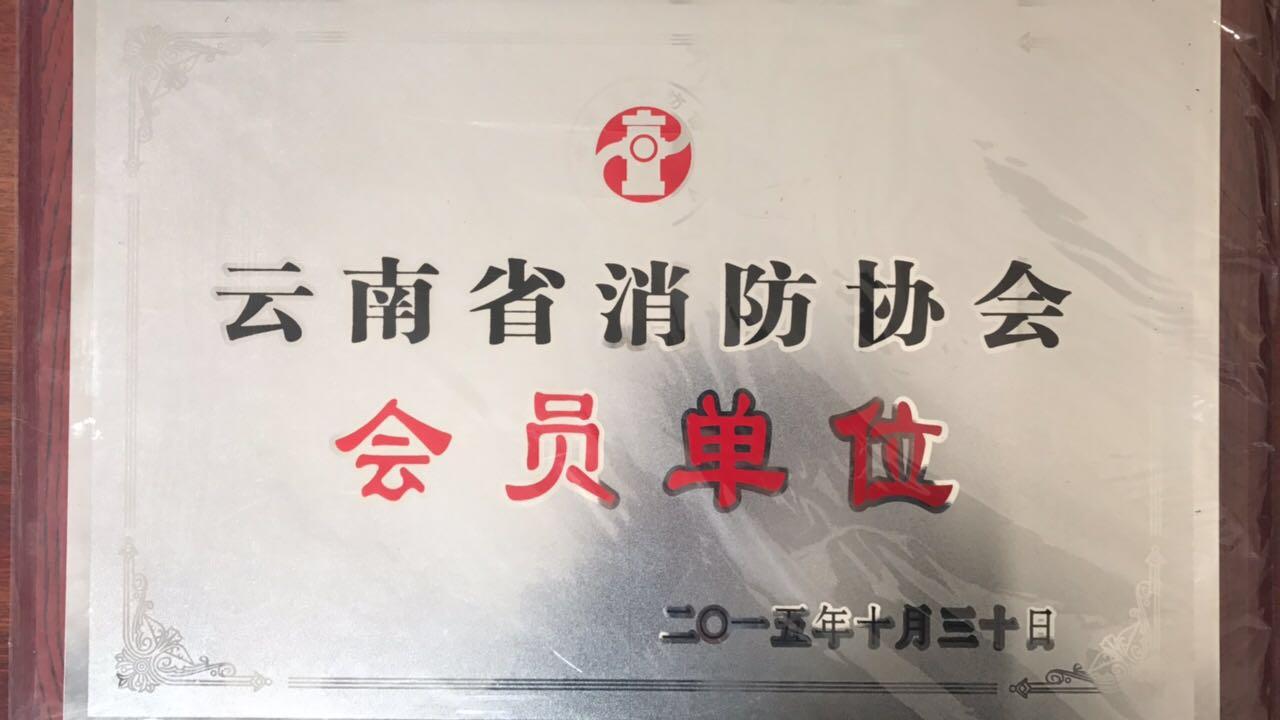 云南省消防协会
会员单位
二〇一五年十月三十日